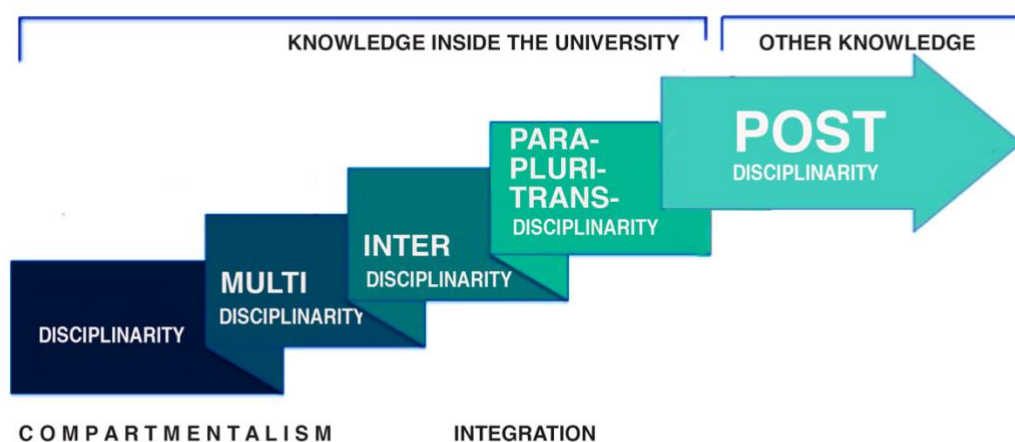 KNOWLEDGE INSIDE THE UNIVERSITY
OTHER KNOWLEDGE
DISCIPLINARITY
MULTI
DISCIPLINARITY
INTER
DISCIPLINARITY
PARA-
PLURI-
TRANS-
DISCIPLINARITY
POST
DISCIPLINARITY
COMPARTMENTALISM
INTEGRATION